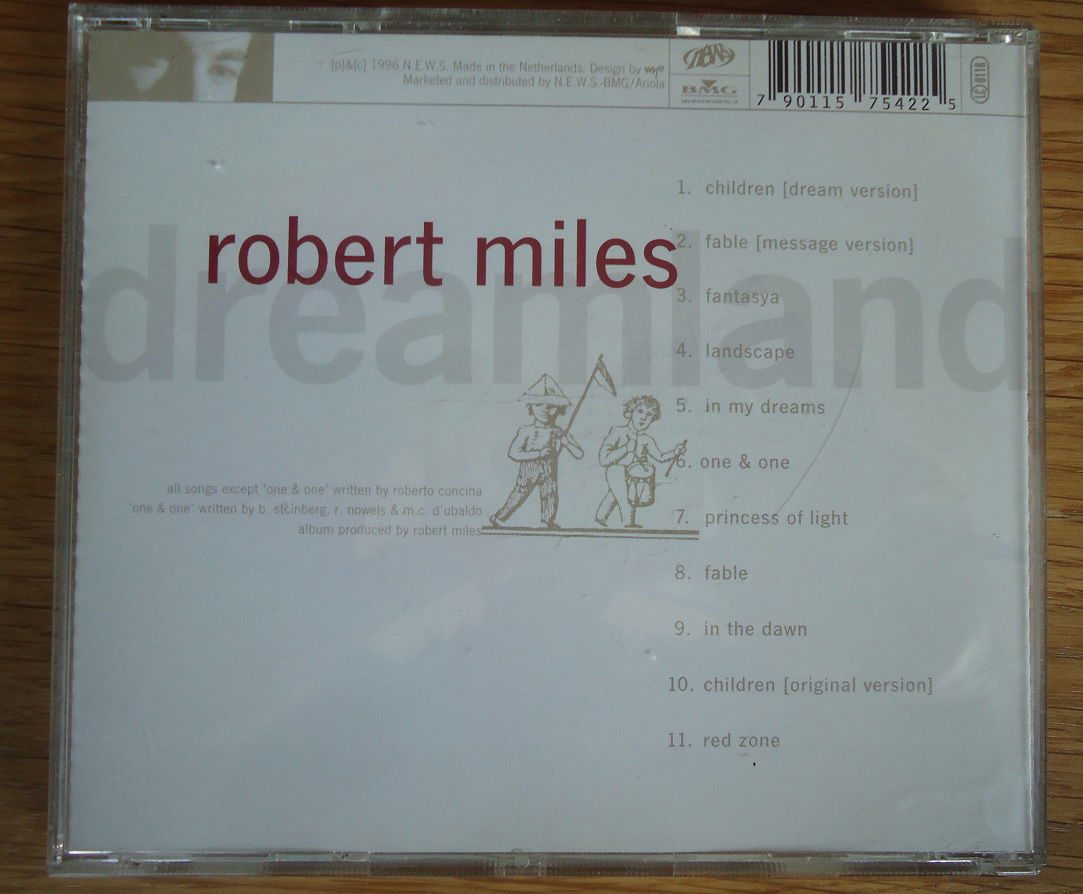 [p]&[c] 1996 N.E.W.S. Made in the Netherlands. Design by
Marketed and distributed by N.E.W.S.-BMG/Ariola
BMG
7 90115 75422 5
robert miles
dreamland
1. children [dream version]
2. fable [message version]
3. fantasya
4. landscape
5. in my dreams
6. one & one
7. princess of light
8. fable
9. in the dawn
10. children [original version]
11. red zone
all songs except 'one & one' written by roberto concina
'one & one' written by b. steinberg, r. nowels & m.c. d'ubaldo
album produced by robert miles